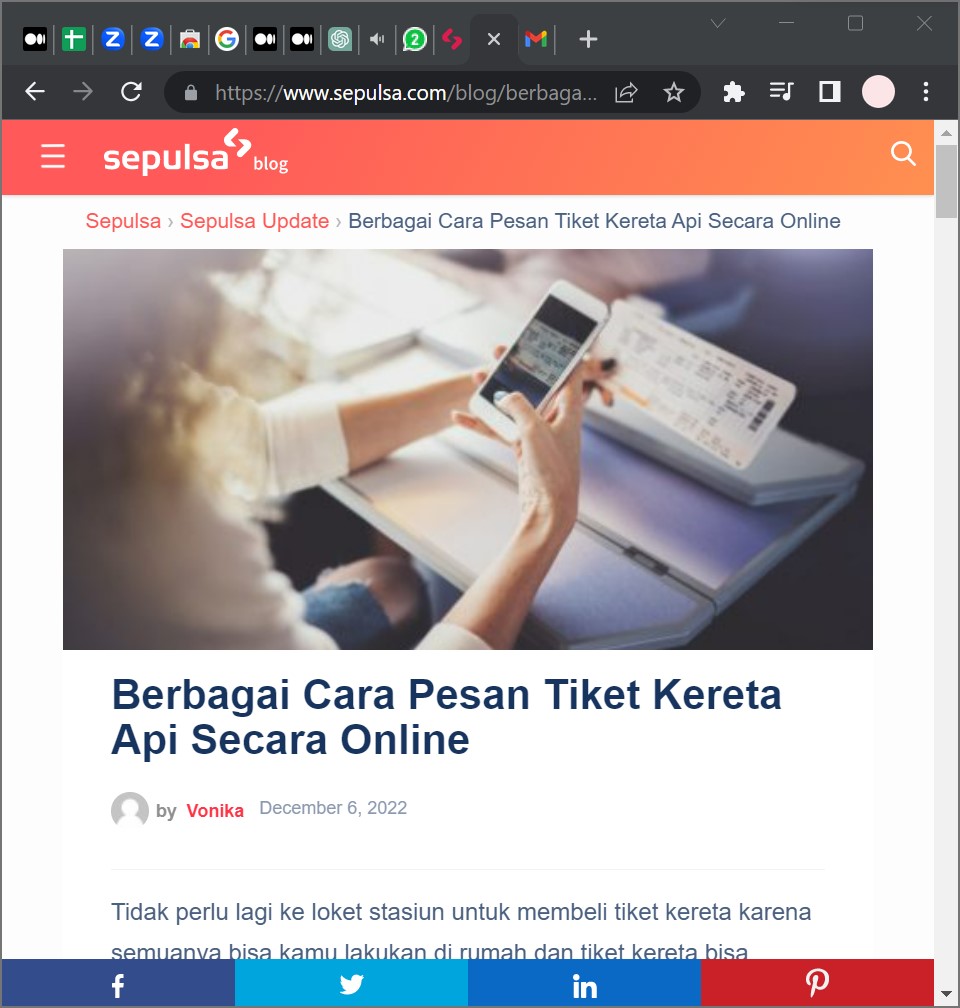 2
https://www.sepulsa.com/blog/berbaga...
sepulsa blog
Sepulsa › Sepulsa Update › Berbagai Cara Pesan Tiket Kereta Api Secara Online
Berbagai Cara Pesan Tiket Kereta
Api Secara Online
by Vonika December 6, 2022
Tidak perlu lagi ke loket stasiun untuk membeli tiket kereta karena
semuanya bisa kamu lakukan di rumah dan tiket kereta bisa